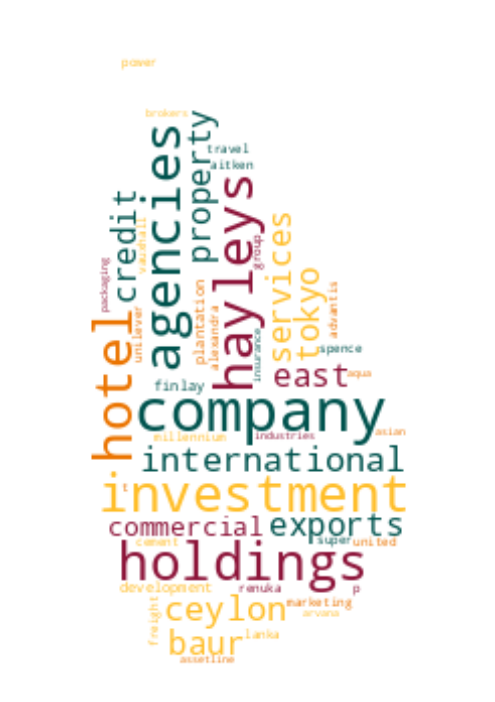 power
brokers
agencies
property
travel
aitken
hayleys
credit
vauxhall
services
group
packaging
tokyo
plantation
alexandra
advantis
unilever
hotel
insurance
spence
east
aqua
finlay
company
asian
millennium
industries
international
investment
t
commercial
exports
super
united
cement
holdings
development
renuka
p
ceylon
marketing
arvana
freight
baur
lanka
assetline